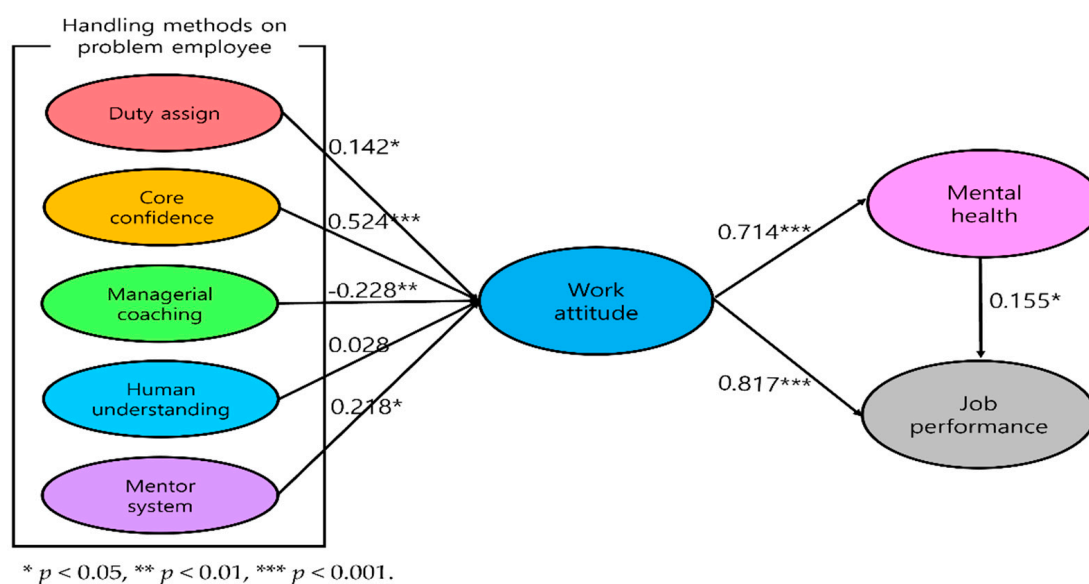 Handling methods on
problem employee
Duty assign
Core
confidence
Managerial
coaching
Human
understanding
Mentor
system
0.142*
0.524***
-0.228**
0.028
0.218*
Work
attitude
0.714***
0.817***
Mental
health
0.155*
Job
performance
* p < 0.05, ** p < 0.01, *** p < 0.001.